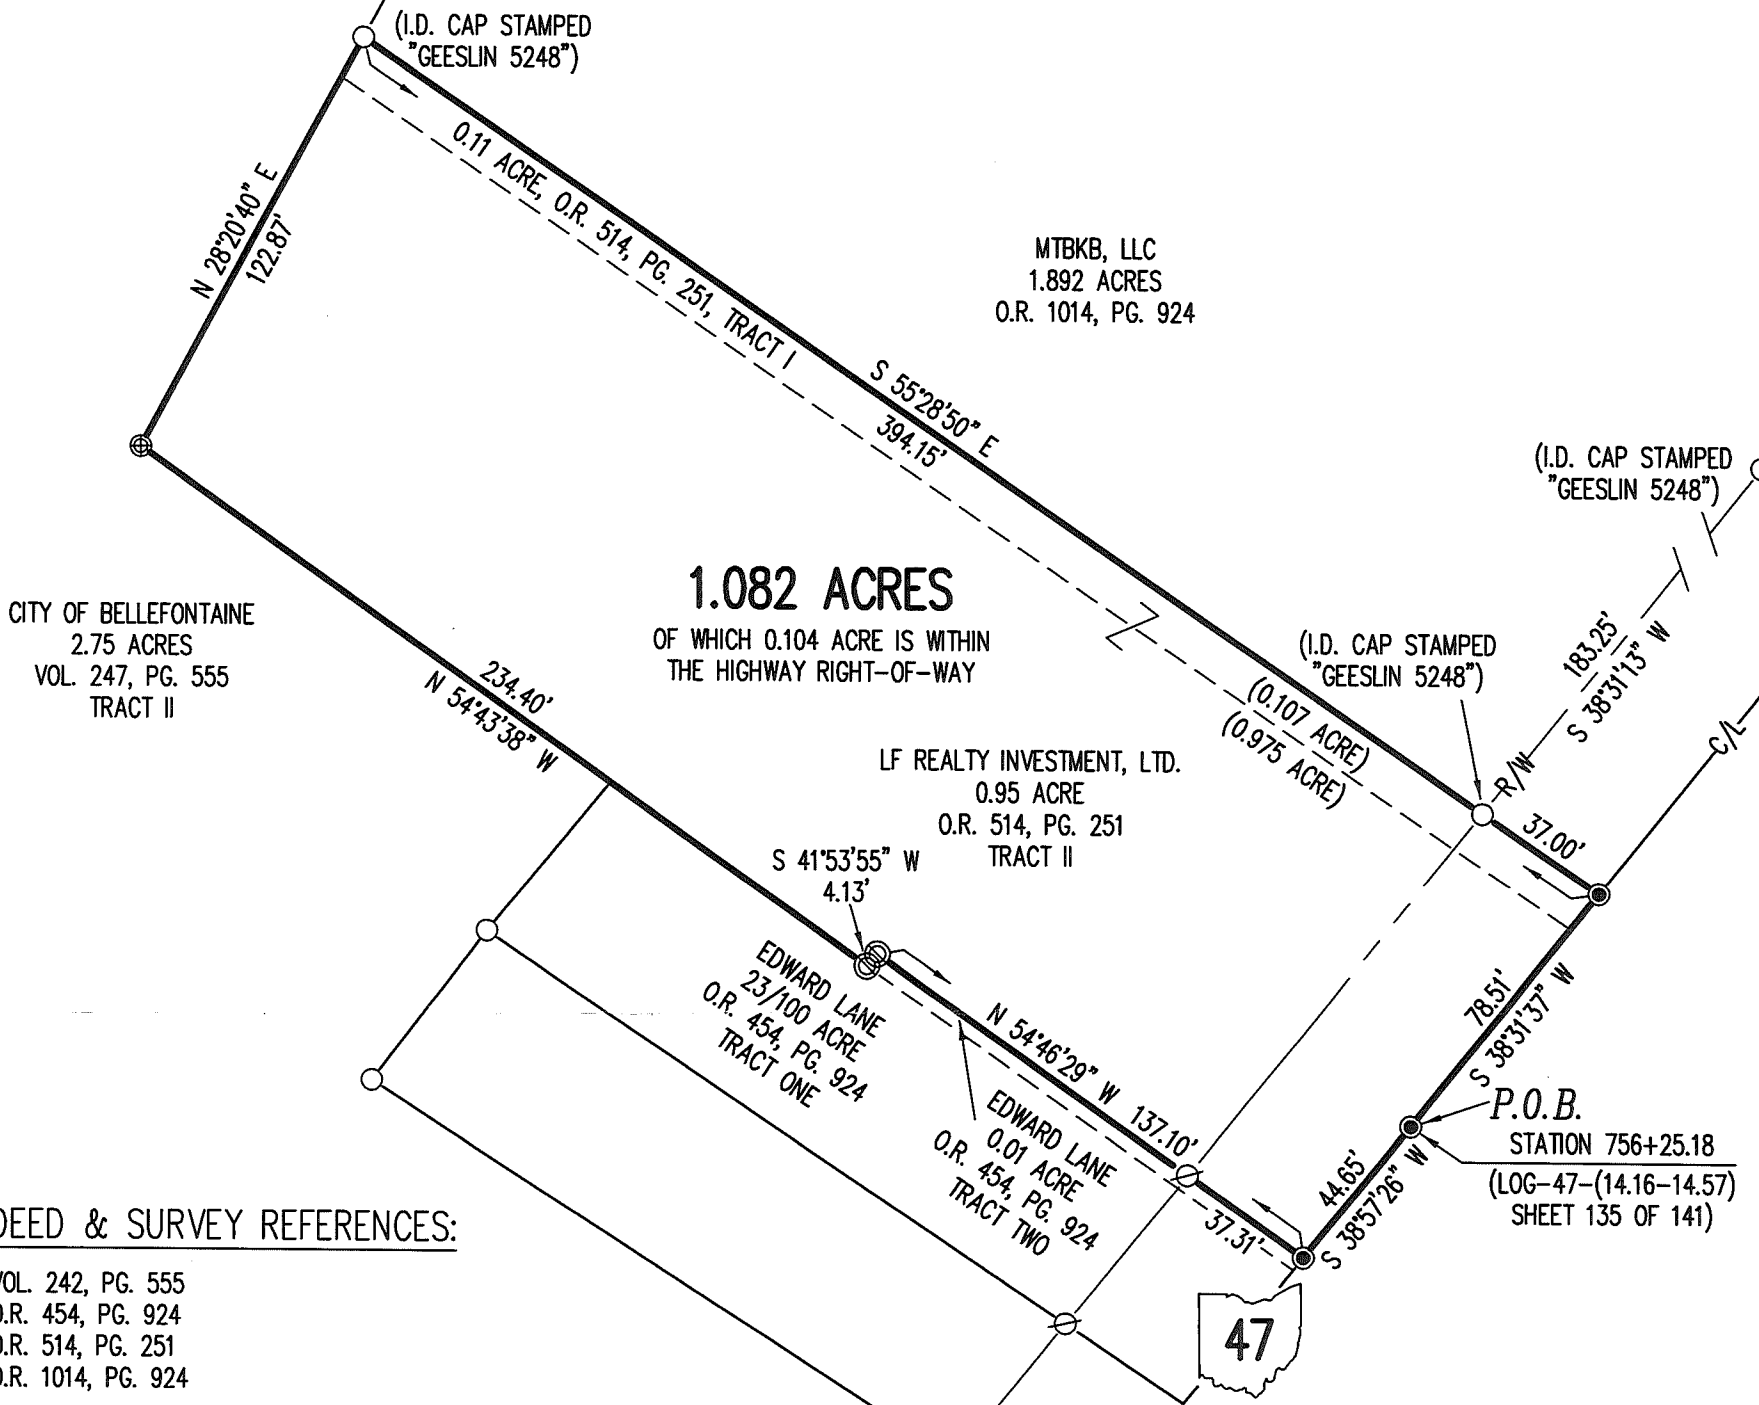 (I.D. CAP STAMPED
"GEESLIN 5248")
N 28°20'40" E
122.87'
0.11 ACRE, O.R. 514, PG. 251, TRACT I
MTBKB, LLC
1.892 ACRES
O.R. 1014, PG. 924
S 55°28'50" E
394.15'
(I.D. CAP STAMPED
"GEESLIN 5248")
1.082 ACRES
OF WHICH 0.104 ACRE IS WITHIN
THE HIGHWAY RIGHT-OF-WAY
CITY OF BELLEFONTAINE
2.75 ACRES
VOL. 247, PG. 555
TRACT II
234.40'
N 54°43'38" W
(I.D. CAP STAMPED
"GEESLIN 5248")
183.25'
S 38°31'13" W
R/W
C/L
(0.107 ACRE)
(0.975 ACRE)
LF REALTY INVESTMENT, LTD.
0.95 ACRE
O.R. 514, PG. 251
TRACT II
37.00'
S 41°53'55" W
4.13'
EDWARD LANE
23/100 ACRE
O.R. 454, PG. 924
TRACT ONE
N 54°46'29" W 137.10'
EDWARD LANE
0.01 ACRE
O.R. 454, PG. 924
TRACT TWO
37.31'
78.51'
S 38°31'37" W
P.O.B.
STATION 756+25.18
(LOG-47-(14.16-14.57)
SHEET 135 OF 141)
44.65'
S 38°57'26" W
47
DEED & SURVEY REFERENCES:
VOL. 242, PG. 555
O.R. 454, PG. 924
O.R. 514, PG. 251
O.R. 1014, PG. 924